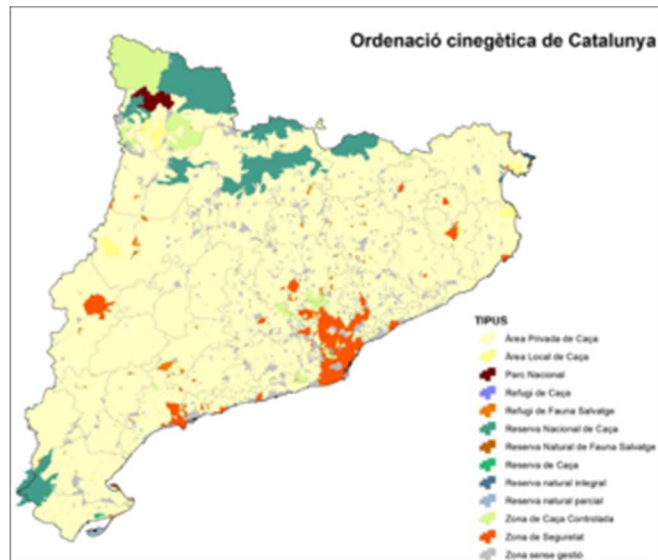 Ordenació cinegètica de Catalunya
TIPUS
Àrea Privada de Caça
Àrea Local de Caça
Parc Nacional
Refugi de Caça
Refugi de Fauna Salvatge
Reserva Nacional de Caça
Reserva Natural de Fauna Salvatge
Reserva de Caça
Reserva natural integral
Reserva natural parcial
Zona de Caça Controlada
Zona de Seguretat
Zona sense gestió